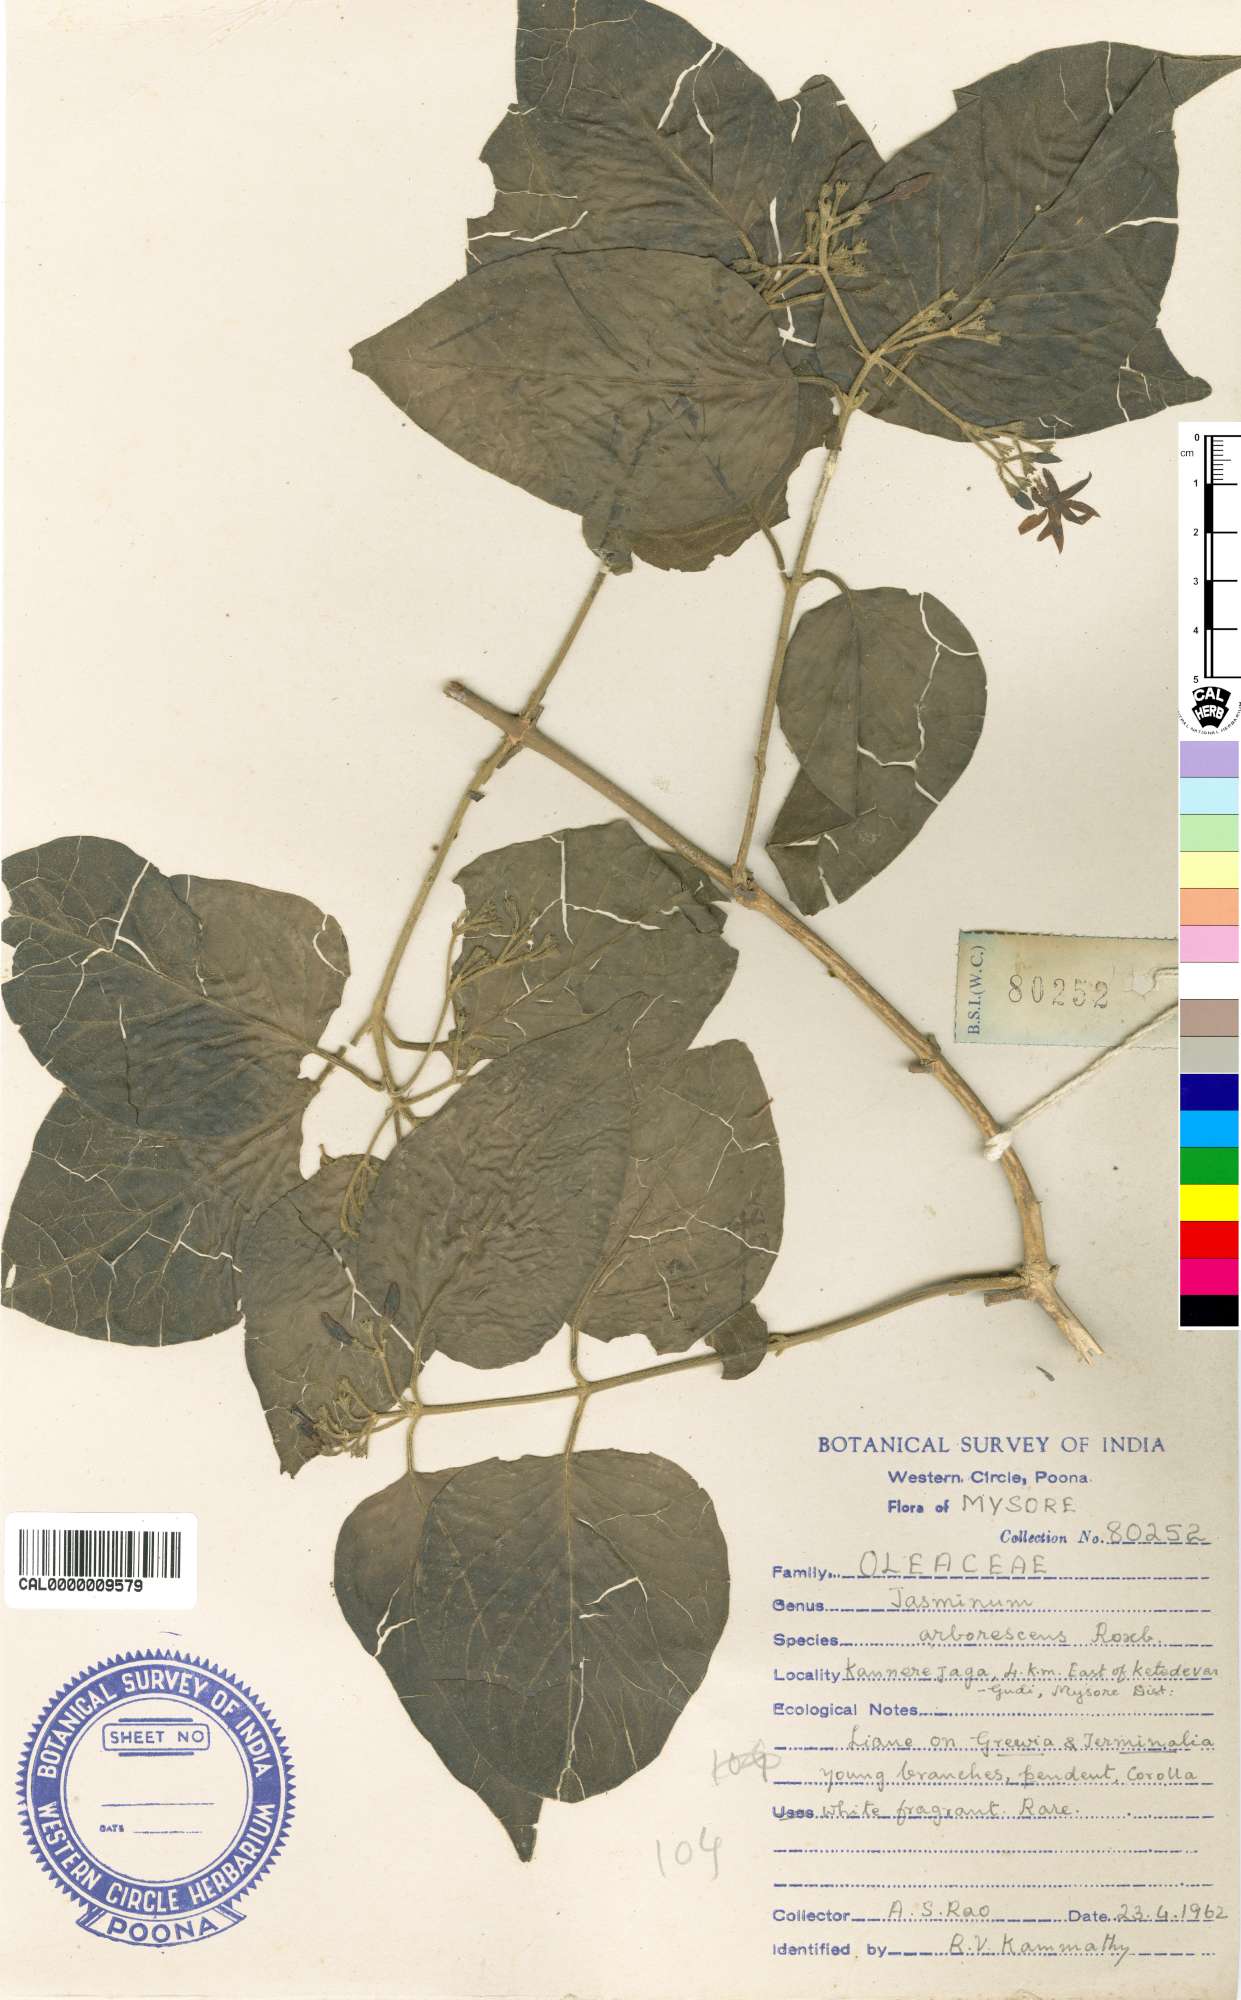 0
cm
1
2
3
4
5
CAL
HERB
B.S.I.(W.C.)
80252
BOTANICAL SURVEY OF INDIA
Western Circle, Poona
Flora of MYSORE
Collection No. 80252
Family OLEACEAE
Genus Jasminum
Species arborescens Roxb.
Locality Kannere jaga, 4.k.m. East of Ketedevar
-Gudi, Mysore Dist:
Ecological Notes
Liane on Grewia & Terminalia
young branches, pendent, Corolla
Uses white fragrant. Rare.
Collector A. S. Rao Date 23.4.1962
Identified by R.V. Kammathy
104
CAL0000009579
BOTANICAL SURVEY OF INDIA
WESTERN CIRCLE HERBARIUM
SHEET NO
DATE
POONA